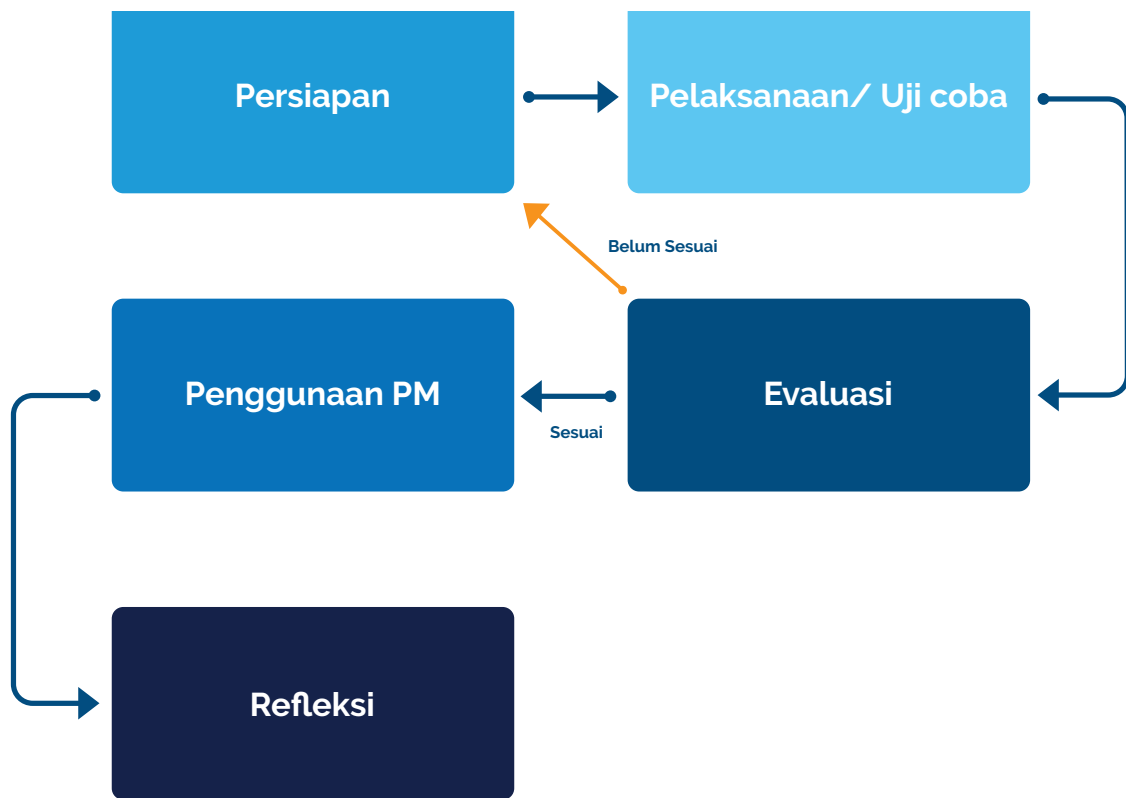 Persiapan
Pelaksanaan/ Uji coba
Belum Sesuai
Penggunaan PM
Sesuai
Evaluasi
Refleksi